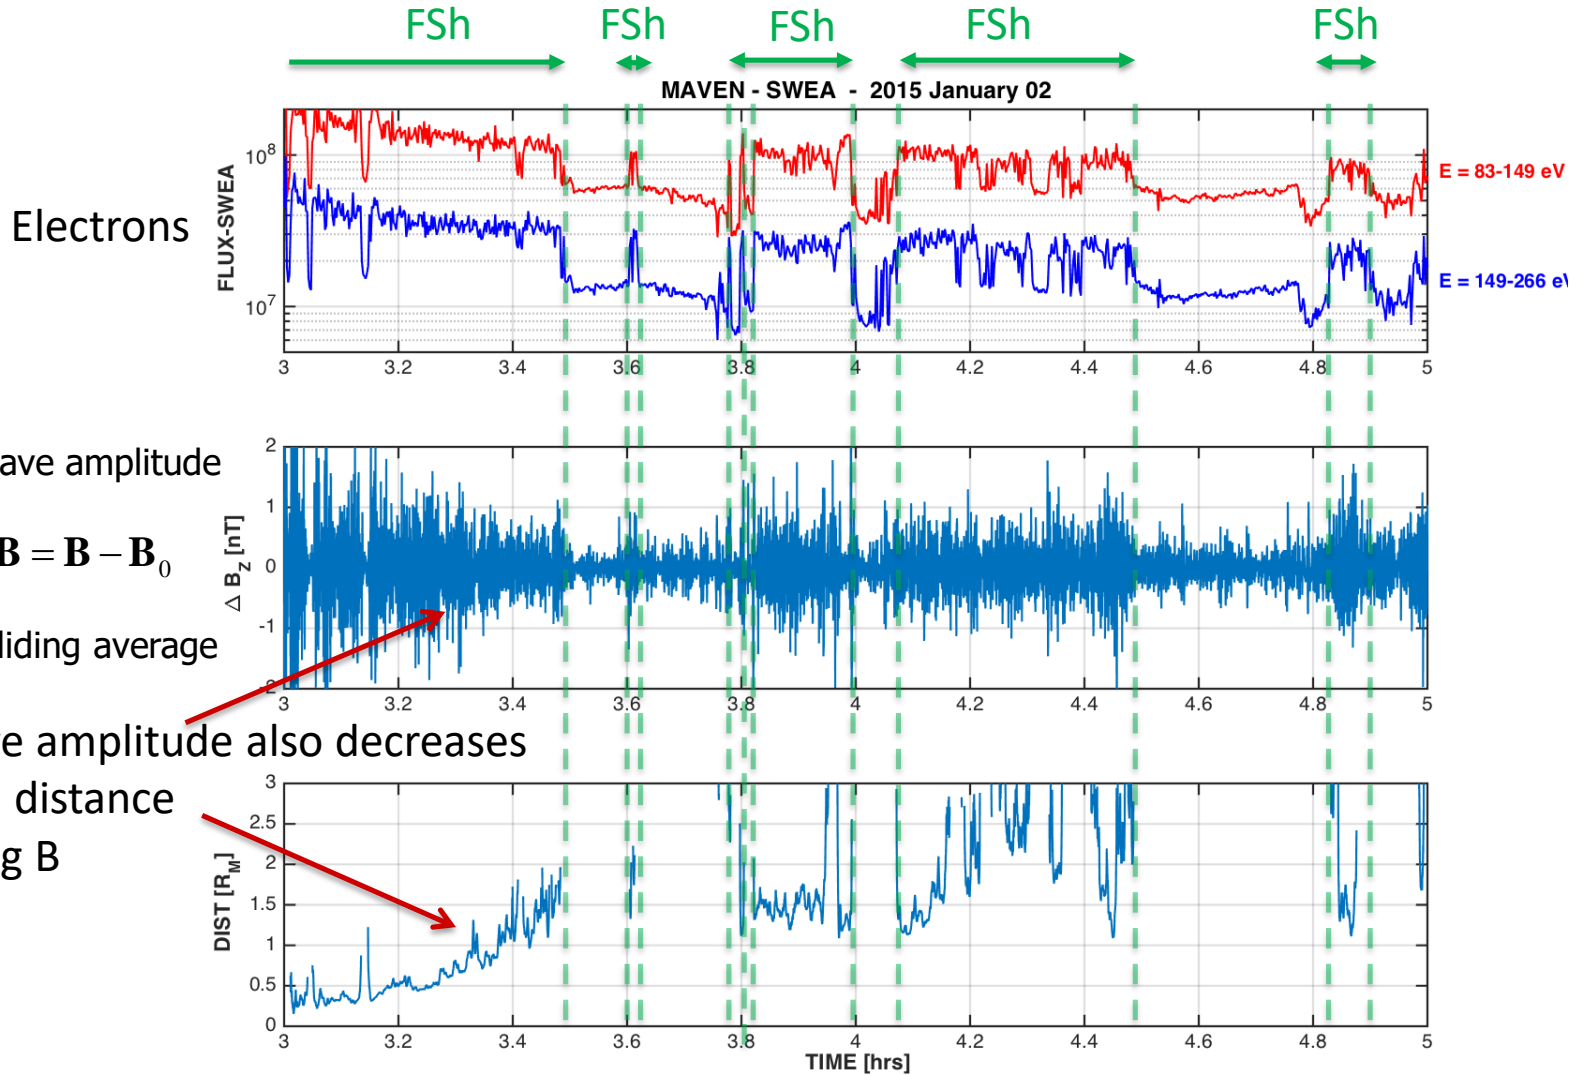 FSh FSh FSh FSh FSh
MAVEN - SWEA - 2015 January 02
Electrons
FLUX-SWEA
10^8
10^7
E = 83-149 eV
E = 149-266 eV
3 3.2 3.4 3.6 3.8 4 4.2 4.4 4.6 4.8 5
ave amplitude
B = B − B₀
liding average
Δ B_Z [nT]
2
1
0
-1
-2
3 3.2 3.4 3.6 3.8 4 4.2 4.4 4.6 4.8 5
e amplitude also decreases
distance
g B
DIST [R_M]
3
2.5
2
1.5
1
0.5
0
3 3.2 3.4 3.6 3.8 4 4.2 4.4 4.6 4.8 5
TIME [hrs]